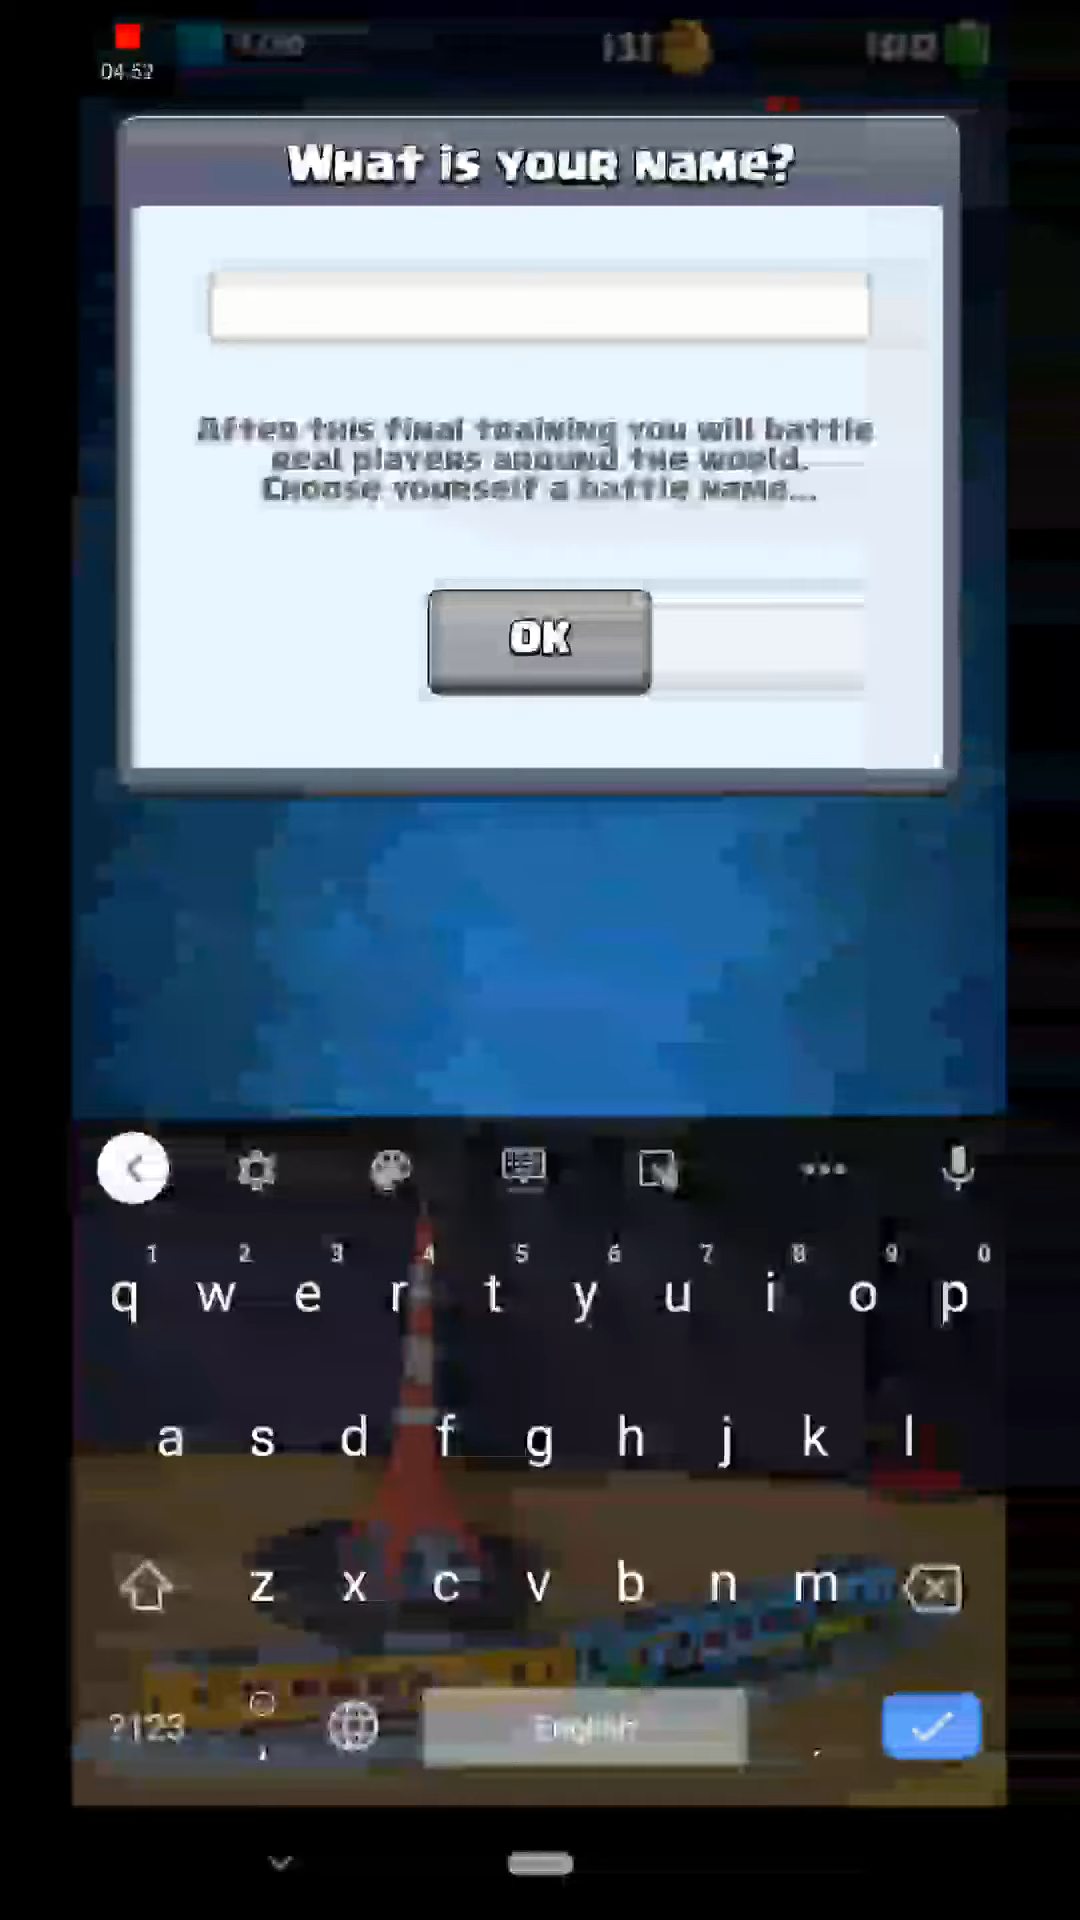 04:52
131
100
What is your name?
After this final training you will battle
real players around the world.
Choose yourself a battle name...
OK
1 2 3 4 5 6 7 8 9 0
q w e r t y u i o p
a s d f g h j k l
z x c v b n m
?123 , English .